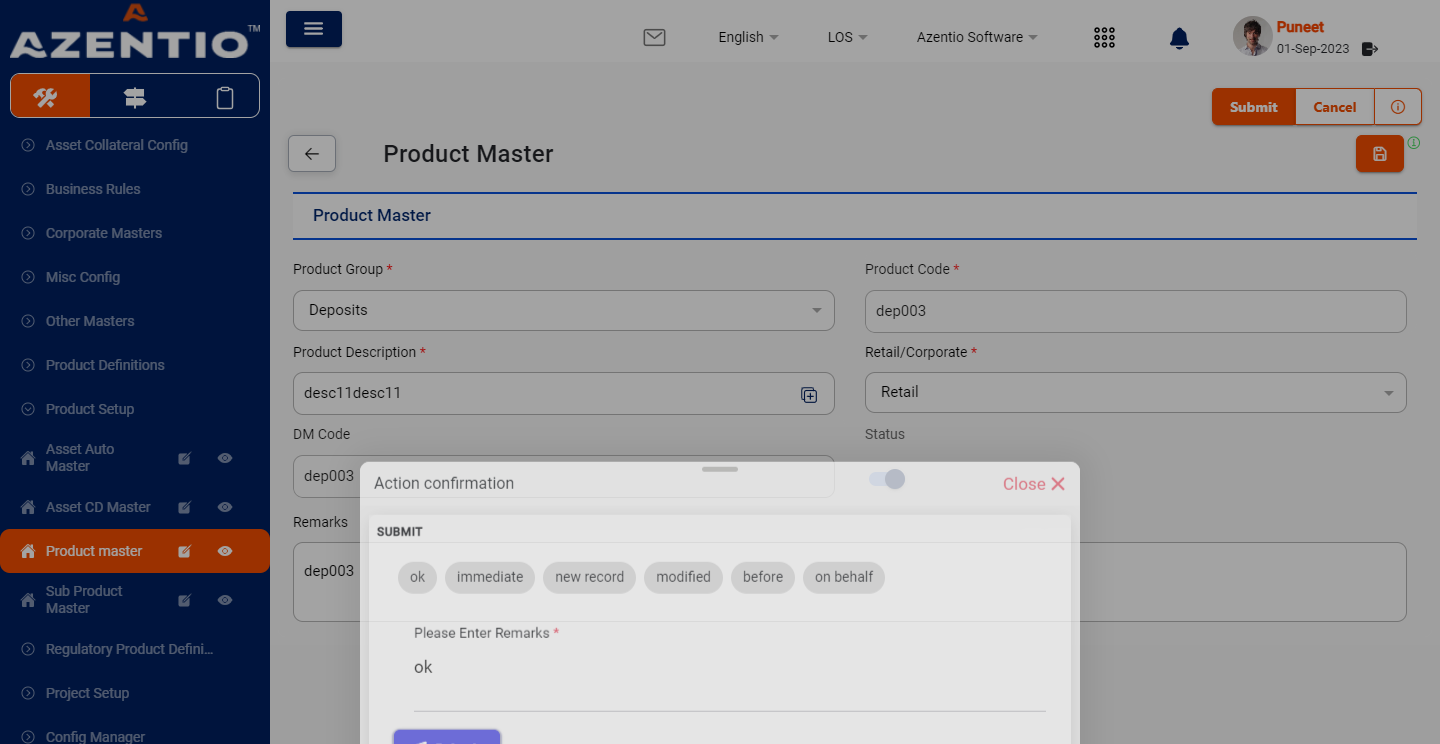 AZENTIO™
English
LOS
Azentio Software
Puneet
01-Sep-2023
Submit
Cancel
Product Master
Product Master
Asset Collateral Config
Business Rules
Corporate Masters
Misc Config
Other Masters
Product Definitions
Product Setup
Asset Auto
Master
Asset CD Master
Product master
Sub Product
Master
Regulatory Product Defini...
Project Setup
Config Manager
Product Group *
Deposits
Product Code *
dep003
Product Description *
desc11desc11
Retail/Corporate *
Retail
DM Code
dep003
Status
Remarks
dep003
Action confirmation
Close
SUBMIT
ok
immediate
new record
modified
before
on behalf
Please Enter Remarks *
ok